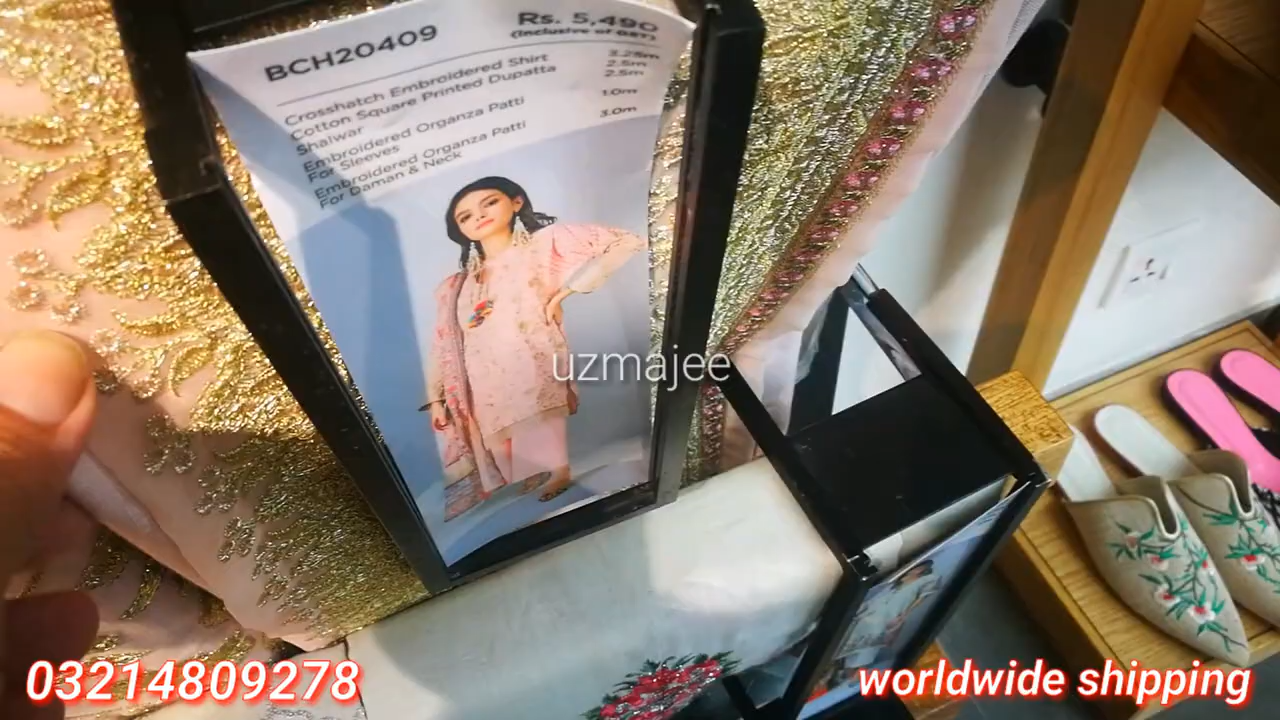 BCH20409
Rs. 5,490
(Inclusive of GST)
Crosshatch Embroidered Shirt 3.25m
Cotton Square Printed Dupatta 2.5m
Shalwar 2.5m
Embroidered Organza Patti 1.0m
For Sleeves
Embroidered Organza Patti 3.0m
For Daman & Neck
uzmajee
03214809278
worldwide shipping